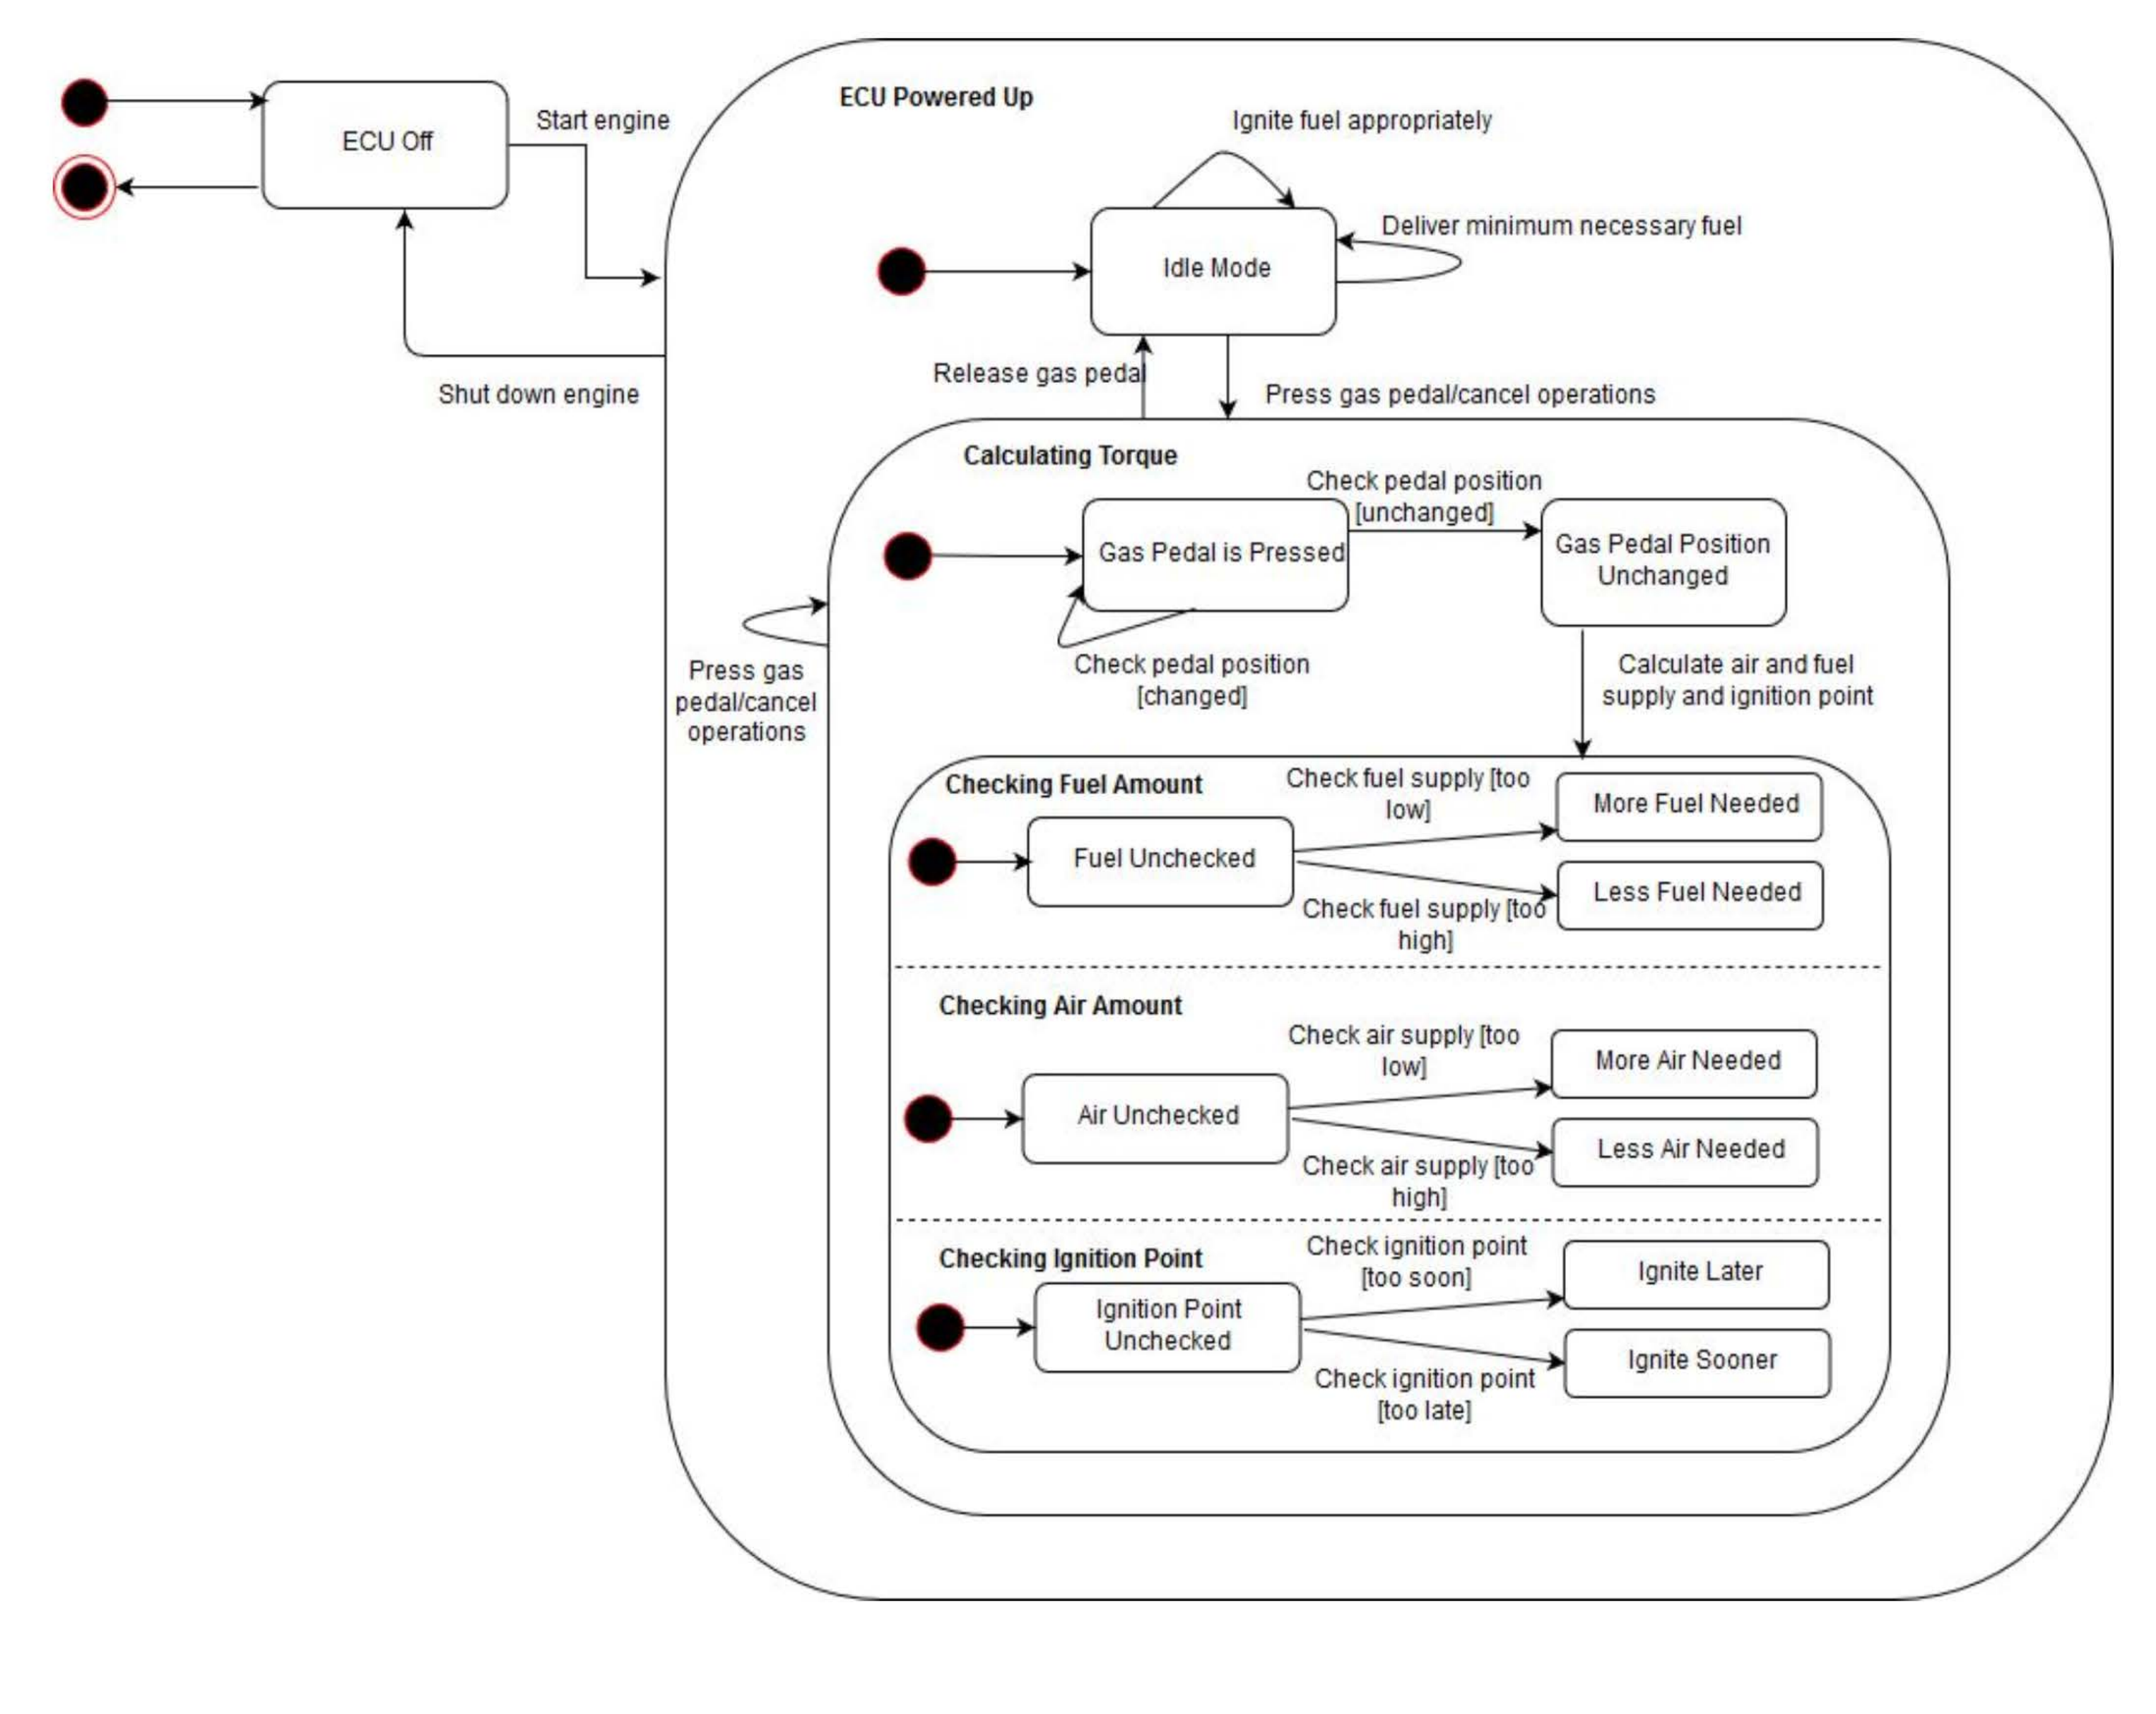 ECU Powered Up
ECU Off
Start engine
Ignite fuel appropriately
Deliver minimum necessary fuel
Idle Mode
Shut down engine
Release gas pedal
Press gas pedal/cancel operations
Calculating Torque
Check pedal position
[unchanged]
Gas Pedal is Pressed
Gas Pedal Position
Unchanged
Check pedal position
[changed]
Press gas
pedal/cancel
operations
Calculate air and fuel
supply and ignition point
Checking Fuel Amount
Check fuel supply [too
low]
More Fuel Needed
Fuel Unchecked
Less Fuel Needed
Check fuel supply [too
high]
Checking Air Amount
Check air supply [too
low]
More Air Needed
Air Unchecked
Less Air Needed
Check air supply [too
high]
Checking Ignition Point
Check ignition point
[too soon]
Ignite Later
Ignition Point
Unchecked
Ignite Sooner
Check ignition point
[too late]